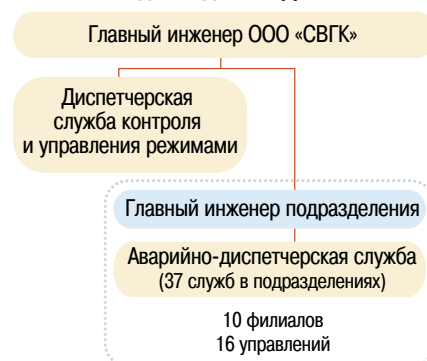 Главный инженер ООО «СВГК»
Диспетчерская
служба контроля
и управления режимами
Главный инженер подразделения
Аварийно-диспетчерская служба
(37 служб в подразделениях)
10 филиалов
16 управлений